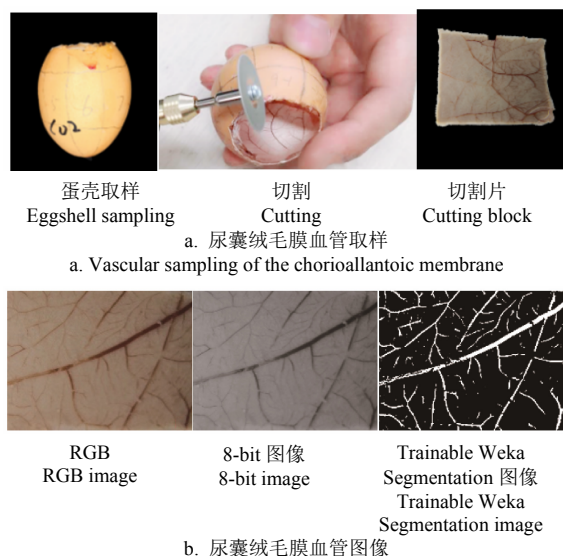 C02
蛋壳取样 切割 切割片
Eggshell sampling Cutting Cutting block
a. 尿囊绒毛膜血管取样
a. Vascular sampling of the chorioallantoic membrane
RGB 8-bit 图像 Trainable Weka
RGB image 8-bit image Segmentation 图像
Trainable Weka
Segmentation image
b. 尿囊绒毛膜血管图像